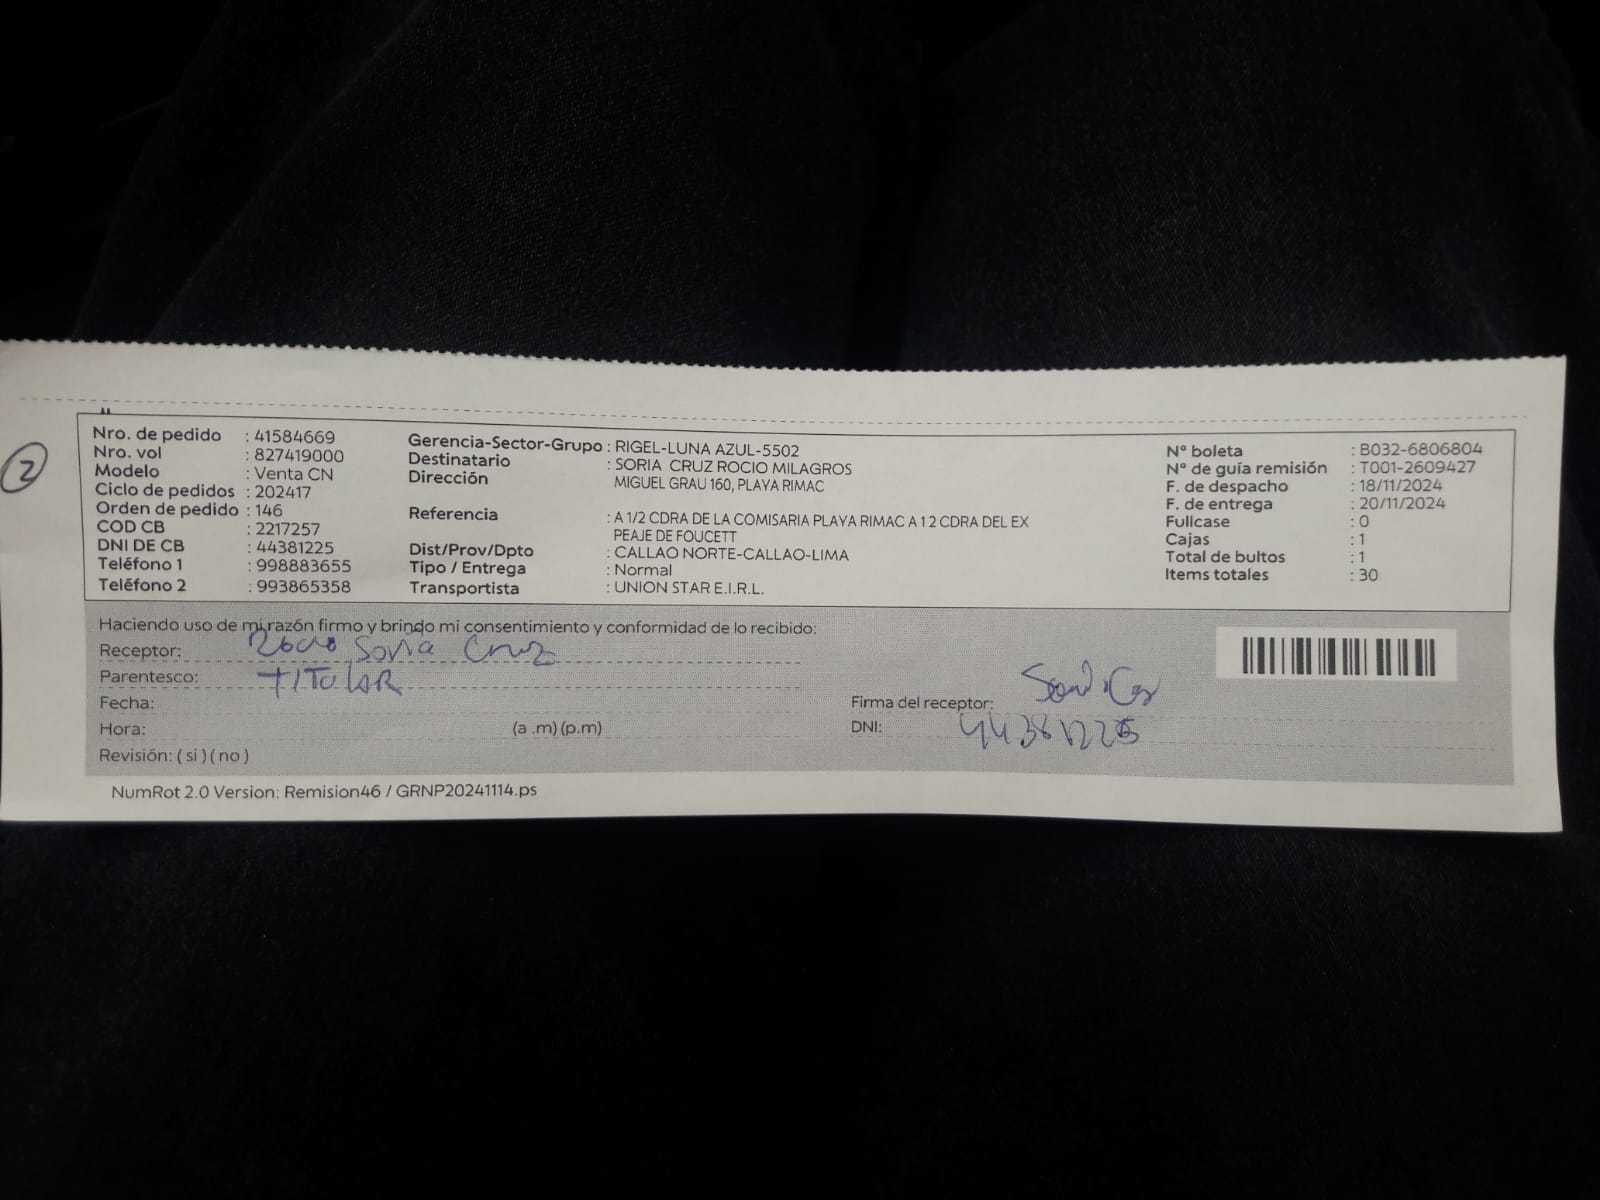 2
Nro. de pedido : 41584669
Nro. vol : 827419000
Modelo : Venta CN
Ciclo de pedidos : 202417
Orden de pedido : 146
COD CB : 2217257
DNI DE CB : 44381225
Teléfono 1 : 998883655
Teléfono 2 : 993865358
Gerencia-Sector-Grupo : RIGEL-LUNA AZUL-5502
Destinatario : SORIA CRUZ ROCIO MILAGROS
Dirección MIGUEL GRAU 160, PLAYA RIMAC
Referencia : A 1/2 CDRA DE LA COMISARIA PLAYA RIMAC A 1 2 CDRA DEL EX
PEAJE DE FOUCETT
Dist/Prov/Dpto : CALLAO NORTE-CALLAO-LIMA
Tipo / Entrega : Normal
Transportista : UNION STAR E.I.R.L.
N° boleta : B032-6806804
N° de guía remisión : T001-2609427
F. de despacho : 18/11/2024
F. de entrega : 20/11/2024
Fullcase : 0
Cajas : 1
Total de bultos : 1
Items totales : 30
Haciendo uso de mi razón firmo y brindo mi consentimiento y conformidad de lo recibido:
Receptor: Rocio Soria Cruz
Parentesco: TITULAR
Fecha:
Hora: (a .m) (p.m)
Revisión: ( si ) ( no )
Firma del receptor:
DNI: 44381225
NumRot 2.0 Version: Remision46 / GRNP20241114.ps